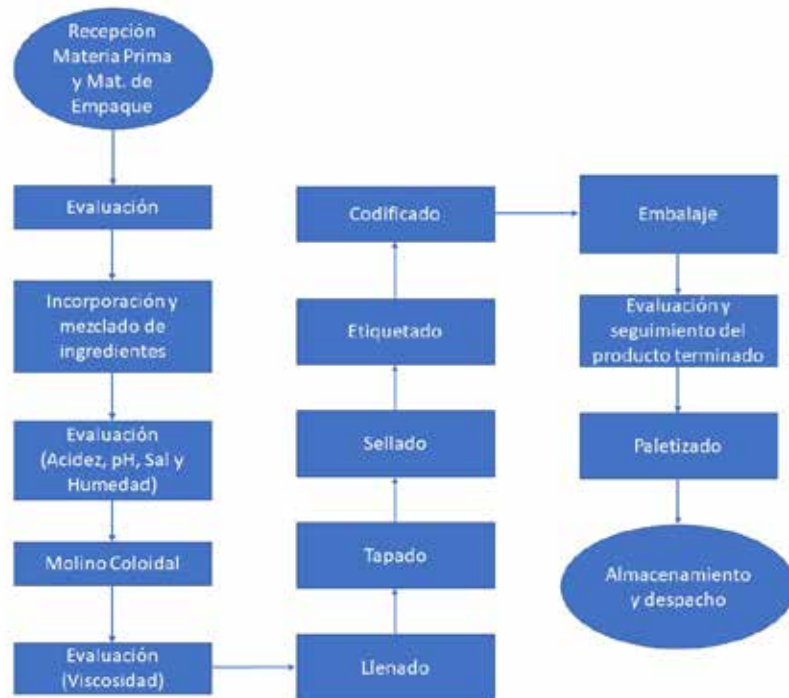 Recepción
Materia Prima
y Mat. de
Empaque
Evaluación
Incorporación y
mezclado de
ingredientes
Evaluación
(Acidez, pH, Sal y
Humedad)
Molino Coloidal
Evaluación
(Viscosidad)
Llenado
Tapado
Sellado
Etiquetado
Codificado
Embalaje
Evaluación y
seguimiento del
producto terminado
Paletizado
Almacenamiento
y despacho